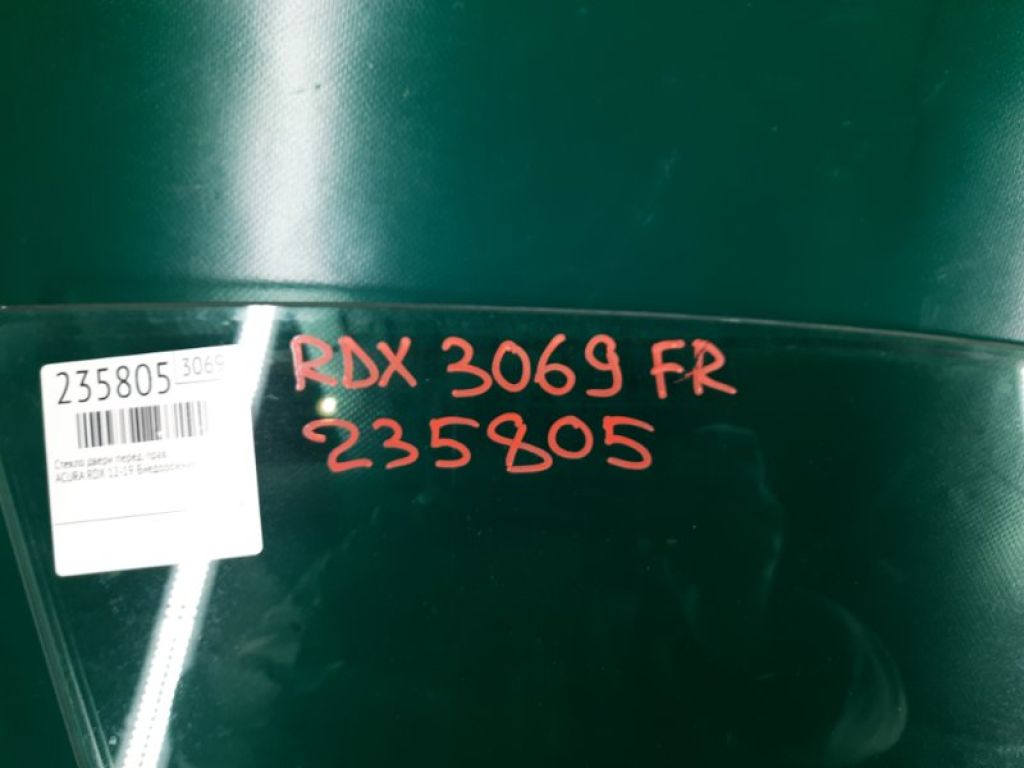 235805 3069
Стекло двери перед. прав.
ACURA RDX 12-19 Внедорожник
RDX 3069 FR
235805